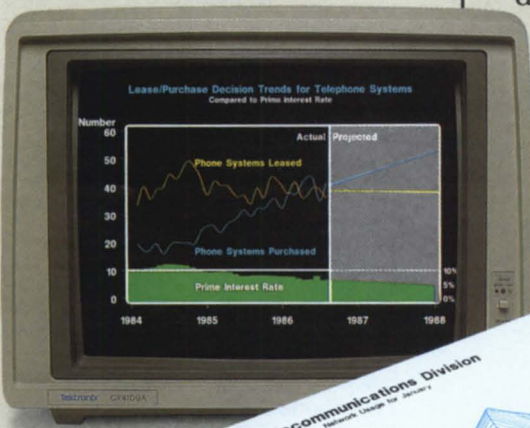 Lease/Purchase Decision Trends for Telephone Systems
Compared to Prime Interest Rate
Number
60
50
40
30
20
10
0
Actual Projected
Phone Systems Leased
Phone Systems Purchased
Prime Interest Rate
10%
5%
0%
1984 1985 1986 1987 1988
Tektronix
communications Division
Network Usage for January